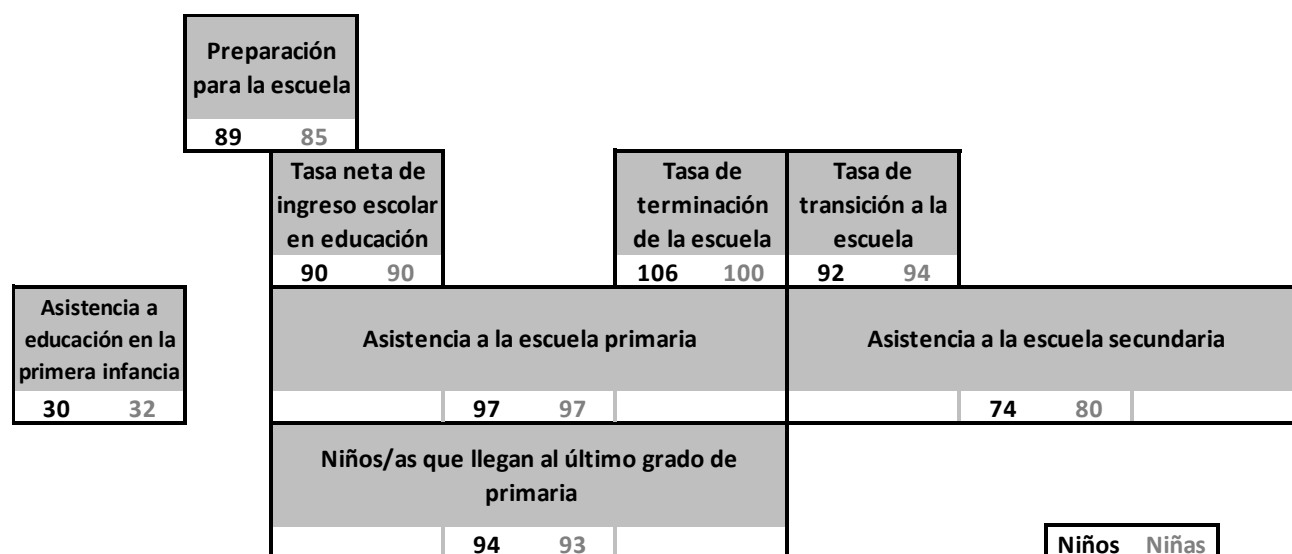 Preparación
para la escuela
89 85
Tasa neta de
ingreso escolar
en educación
90 90
Tasa de
terminación
de la escuela
106 100
Tasa de
transición a la
escuela
92 94
Asistencia a
educación en la
primera infancia
30 32
Asistencia a la escuela primaria
97 97
Asistencia a la escuela secundaria
74 80
Niños/as que llegan al último grado de
primaria
94 93
Niños Niñas